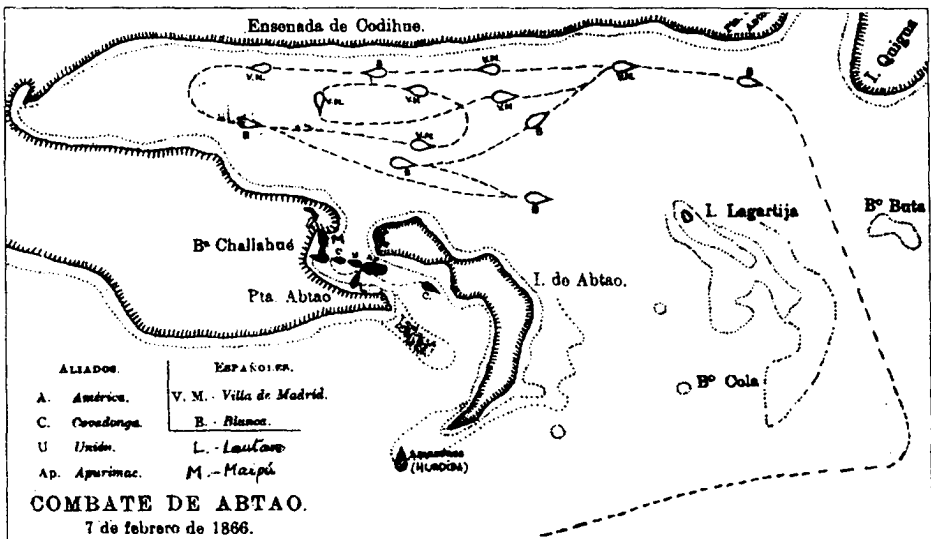 Ensenada de Codihue.
I. Quigua
V.M.
B
V.M.
V.M.
B
V.M.
V.M.
V.M.
B
V.M.
B
B
B
I. Lagartija
Bº Buta
Bª Challahué
Pta. Abtao
I. de Abtao.
C.
Bº Cola
(HUNDIDA)
ALIADOS.
A. América.
C. Covadonga.
U Unión.
Ap. Apurimac.
ESPAÑOLES.
V. M. - Villa de Madrid.
B. - Blanca.
L. - Lautaro
M. - Maipú
COMBATE DE ABTAO.
7 de febrero de 1866.